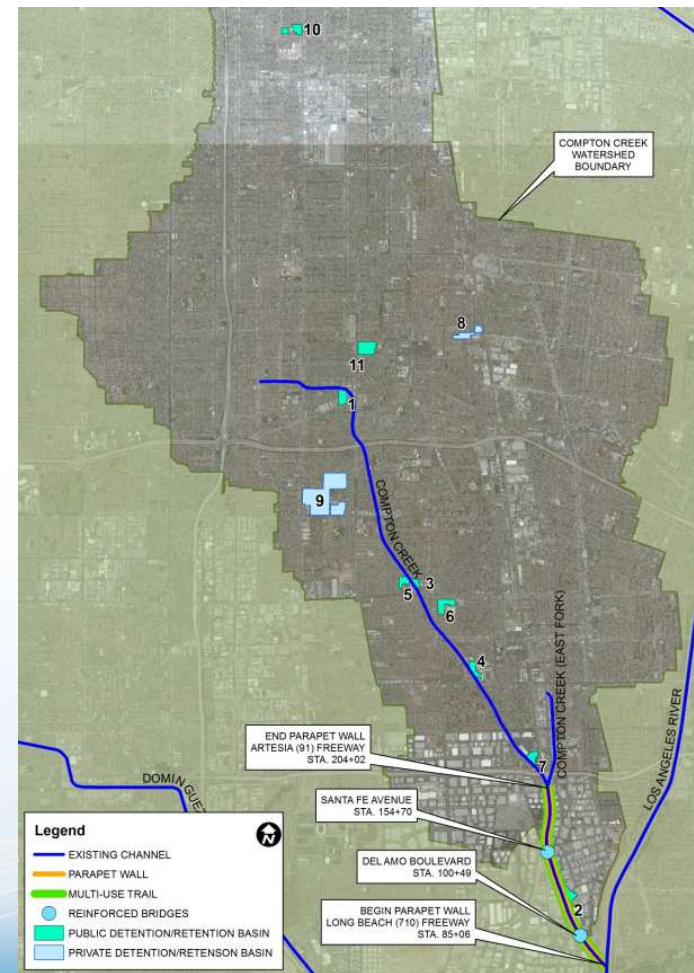 10
COMPTON CREEK
WATERSHED
BOUNDARY
8
11
1
9
COMPTON CREEK
3
5
6
4
COMPTON CREEK (EAST FORK)
LOS ANGELES RIVER
END PARAPET WALL
ARTESIA (91) FREEWAY
STA. 204+02
7
DOMINGUEZ
SANTA FE AVENUE
STA. 154+70
DEL AMO BOULEVARD
STA. 100+49
2
BEGIN PARAPET WALL
LONG BEACH (710) FREEWAY
STA. 85+06
Legend
N
EXISTING CHANNEL
PARAPET WALL
MULTI-USE TRAIL
REINFORCED BRIDGES
PUBLIC DETENTION/RETENTION BASIN
PRIVATE DETENTION/RETENSON BASIN